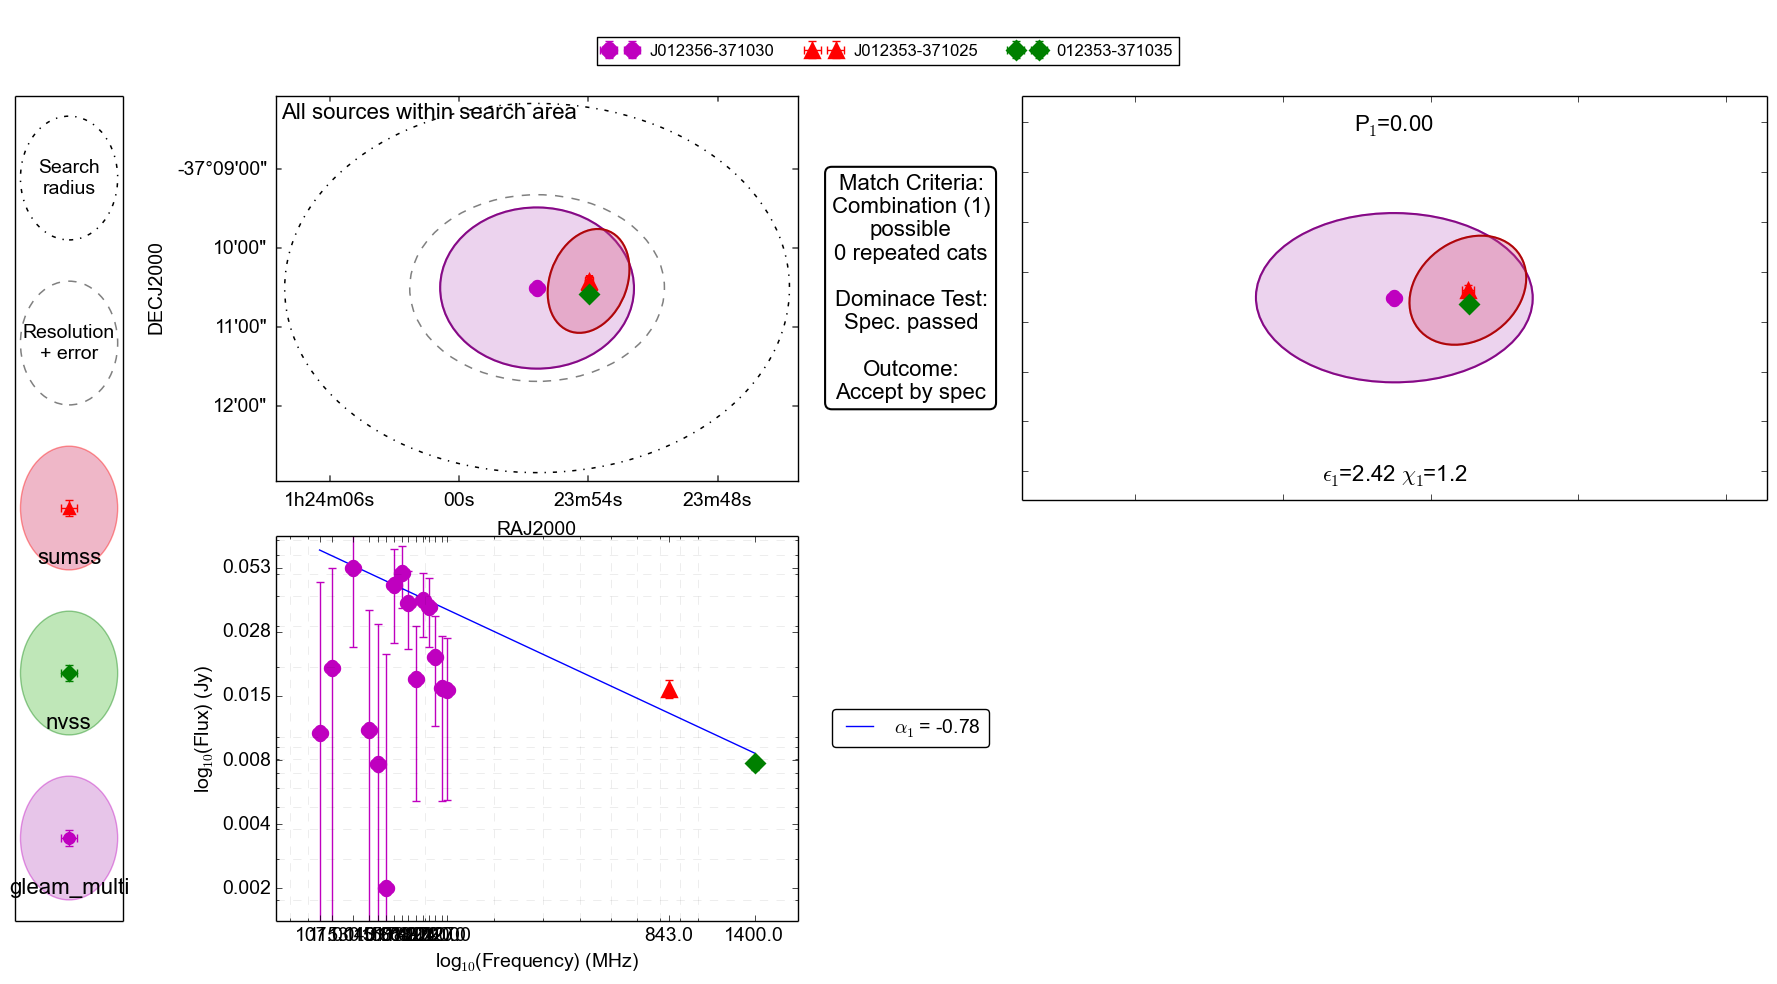 J012356-371030 J012353-371025 012353-371035
Search
radius
Resolution
+ error
sumss
nvss
gleam_multi
All sources within search area
DECJ2000
-37°09'00"
10'00"
11'00"
12'00"
1h24m06s 00s 23m54s 23m48s
RAJ2000
Match Criteria:
Combination (1)
possible
0 repeated cats
Dominace Test:
Spec. passed
Outcome:
Accept by spec
P₁=0.00
ϵ₁=2.42 χ₁=1.2
log₁₀(Flux) (Jy)
0.053
0.028
0.015
0.008
0.004
0.002
843.0 1400.0
log₁₀(Frequency) (MHz)
α₁ = -0.78